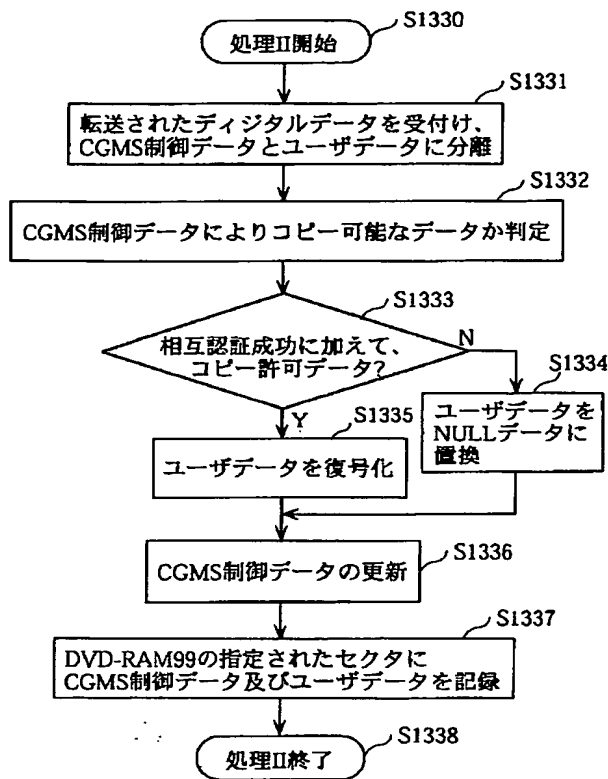 S1330
処理II開始
S1331
転送されたディジタルデータを受付け、
CGMS制御データとユーザデータに分離
S1332
CGMS制御データによりコピー可能なデータか判定
S1333
相互認証成功に加えて、
コピー許可データ?
N
S1334
ユーザデータを
NULLデータに
置換
Y
S1335
ユーザデータを復号化
S1336
CGMS制御データの更新
S1337
DVD-RAM99の指定されたセクタに
CGMS制御データ及びユーザデータを記録
S1338
処理II終了